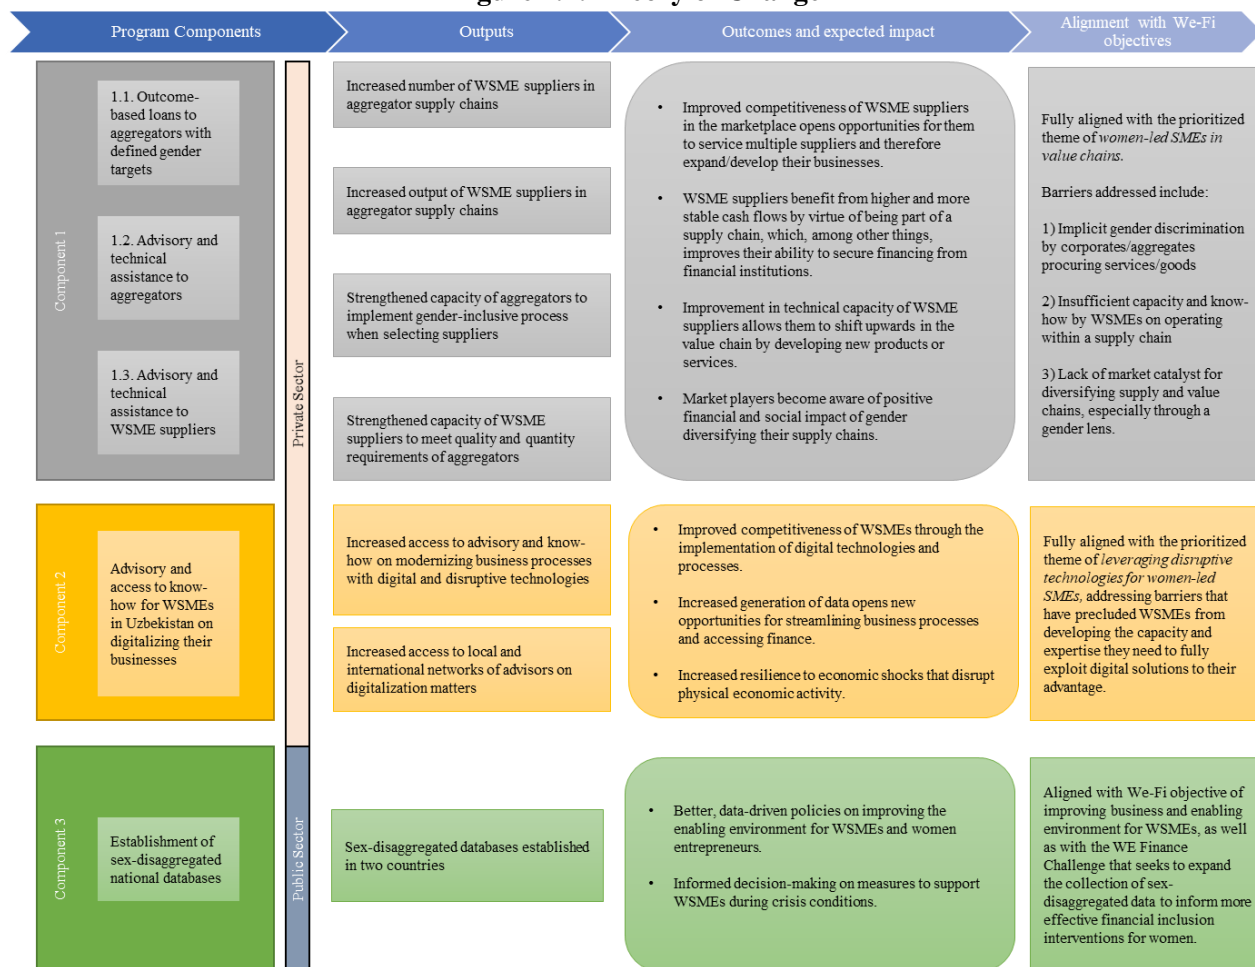 Program Components
Outputs
Outcomes and expected impact
Alignment with We-Fi
objectives
Component 1
1.1. Outcome-
based loans to
aggregators with
defined gender
targets
1.2. Advisory and
technical
assistance to
aggregators
1.3. Advisory and
technical
assistance to
WSME suppliers
Private Sector
Increased number of WSME suppliers in
aggregator supply chains
Increased output of WSME suppliers in
aggregator supply chains
Strengthened capacity of aggregators to
implement gender-inclusive process
when selecting suppliers
Strengthened capacity of WSME
suppliers to meet quality and quantity
requirements of aggregators
• Improved competitiveness of WSME suppliers
in the marketplace opens opportunities for them
to service multiple suppliers and therefore
expand/develop their businesses.
• WSME suppliers benefit from higher and more
stable cash flows by virtue of being part of a
supply chain, which, among other things,
improves their ability to secure financing from
financial institutions.
• Improvement in technical capacity of WSME
suppliers allows them to shift upwards in the
value chain by developing new products or
services.
• Market players become aware of positive
financial and social impact of gender
diversifying their supply chains.
Fully aligned with the prioritized
theme of women-led SMEs in
value chains.
Barriers addressed include:
1) Implicit gender discrimination
by corporates/aggregates
procuring services/goods
2) Insufficient capacity and know-
how by WSMEs on operating
within a supply chain
3) Lack of market catalyst for
diversifying supply and value
chains, especially through a
gender lens.
Component 2
Advisory and
access to know-
how for WSMEs
in Uzbekistan on
digitalizing their
businesses
Increased access to advisory and know-
how on modernizing business processes
with digital and disruptive technologies
Increased access to local and
international networks of advisors on
digitalization matters
• Improved competitiveness of WSMEs through the
implementation of digital technologies and
processes.
• Increased generation of data opens new
opportunities for streamlining business processes
and accessing finance.
• Increased resilience to economic shocks that disrupt
physical economic activity.
Fully aligned with the prioritized
theme of leveraging disruptive
technologies for women-led
SMEs, addressing barriers that
have precluded WSMEs from
developing the capacity and
expertise they need to fully
exploit digital solutions to their
advantage.
Component 3
Establishment of
sex-disaggregated
national databases
Public Sector
Sex-disaggregated databases established
in two countries
• Better, data-driven policies on improving the
enabling environment for WSMEs and women
entrepreneurs.
• Informed decision-making on measures to support
WSMEs during crisis conditions.
Aligned with We-Fi objective of
improving business and enabling
environment for WSMEs, as well
as with the WE Finance
Challenge that seeks to expand
the collection of sex-
disaggregated data to inform more
effective financial inclusion
interventions for women.